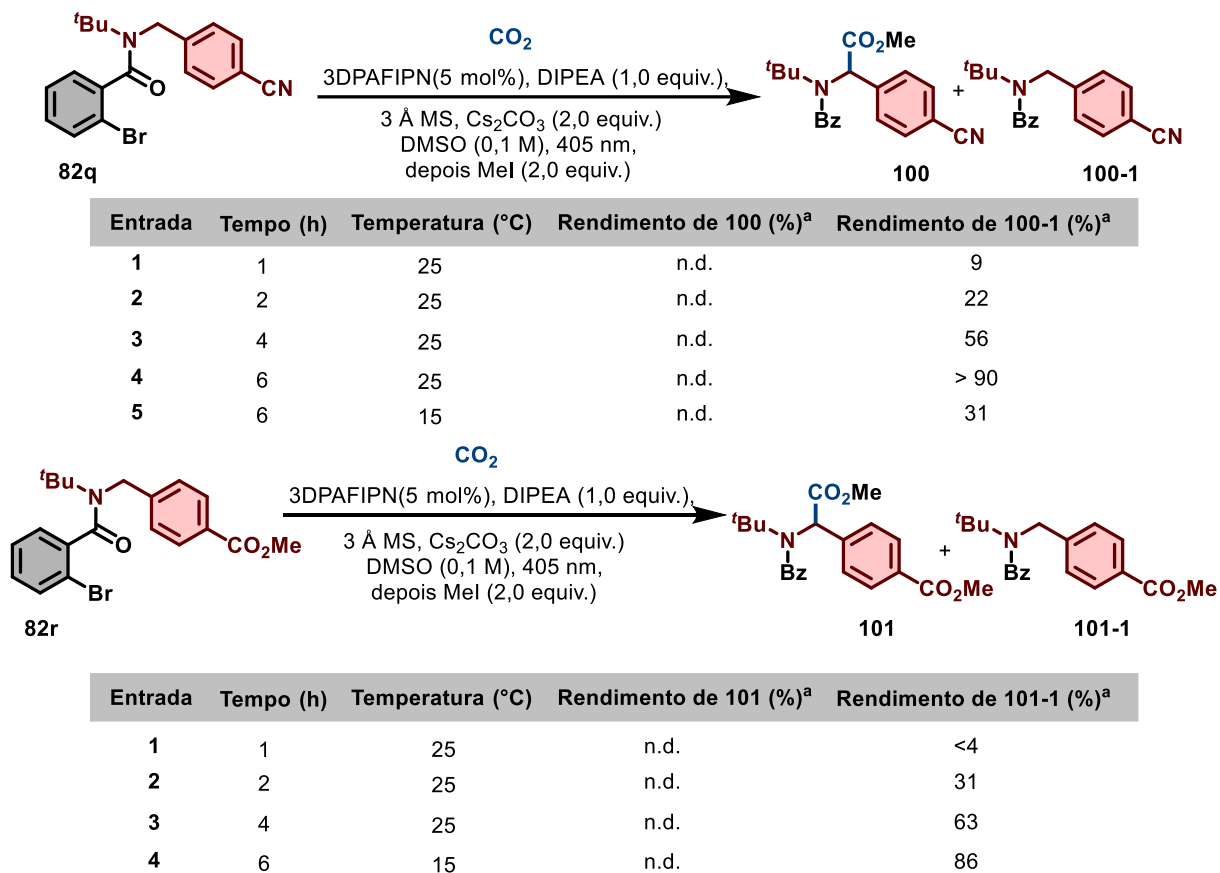 tBu N CN
O
Br
82q
CO2
3DPAFIPN(5 mol%), DIPEA (1,0 equiv.),
3 Å MS, Cs2CO3 (2,0 equiv.)
DMSO (0,1 M), 405 nm,
depois MeI (2,0 equiv.)
CO2Me
tBu N
Bz CN
100
+
tBu N
Bz CN
100-1
Entrada Tempo (h) Temperatura (°C) Rendimento de 100 (%)a Rendimento de 100-1 (%)a
1 1 25 n.d. 9
2 2 25 n.d. 22
3 4 25 n.d. 56
4 6 25 n.d. > 90
5 6 15 n.d. 31
tBu N
O CO2Me
Br
82r
CO2
3DPAFIPN(5 mol%), DIPEA (1,0 equiv.),
3 Å MS, Cs2CO3 (2,0 equiv.)
DMSO (0,1 M), 405 nm,
depois MeI (2,0 equiv.)
CO2Me
tBu N
Bz CO2Me
101
+
tBu N
Bz CO2Me
101-1
Entrada Tempo (h) Temperatura (°C) Rendimento de 101 (%)a Rendimento de 101-1 (%)a
1 1 25 n.d. <4
2 2 25 n.d. 31
3 4 25 n.d. 63
4 6 15 n.d. 86